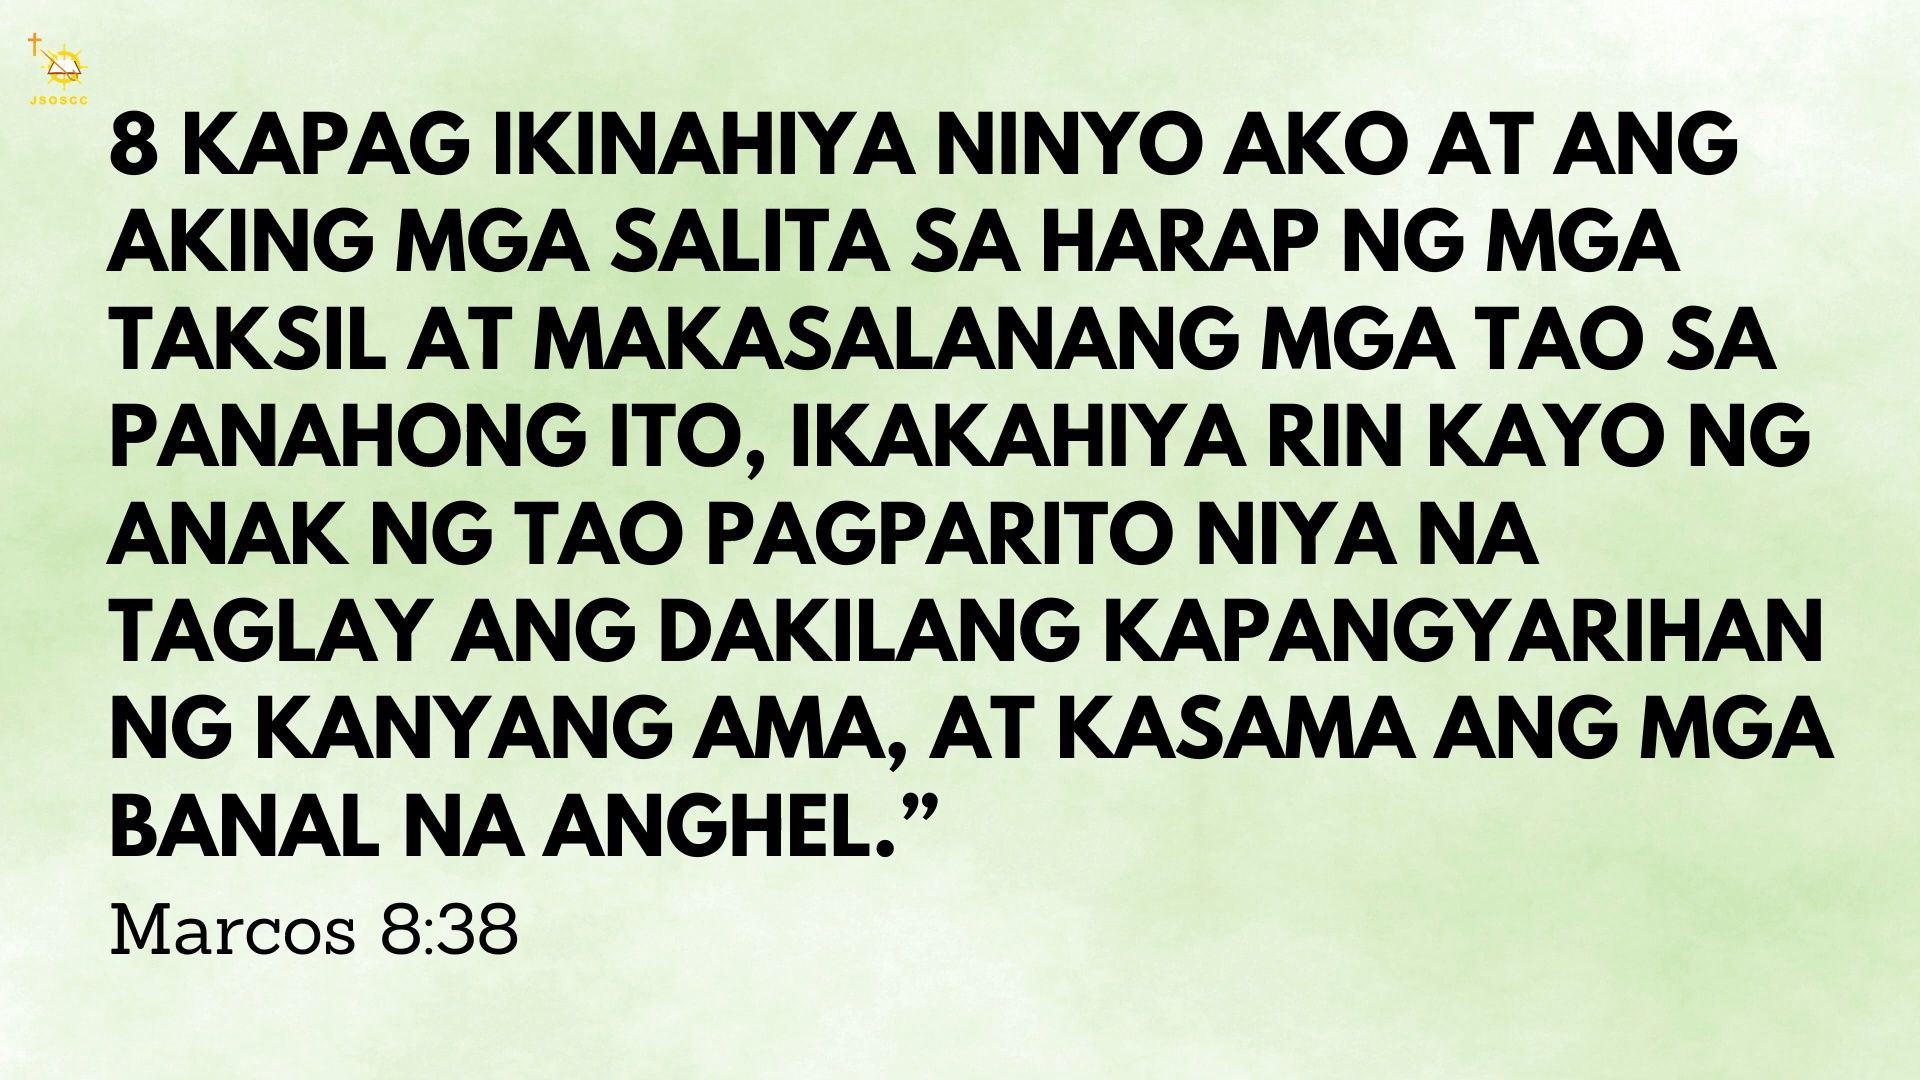 JSOSCC
8 KAPAG IKINAHIYA NINYO AKO AT ANG
AKING MGA SALITA SA HARAP NG MGA
TAKSIL AT MAKASALANANG MGA TAO SA
PANAHONG ITO, IKAKAHIYA RIN KAYO NG
ANAK NG TAO PAGPARITO NIYA NA
TAGLAY ANG DAKILANG KAPANGYARIHAN
NG KANYANG AMA, AT KASAMA ANG MGA
BANAL NA ANGHEL.”
Marcos 8:38